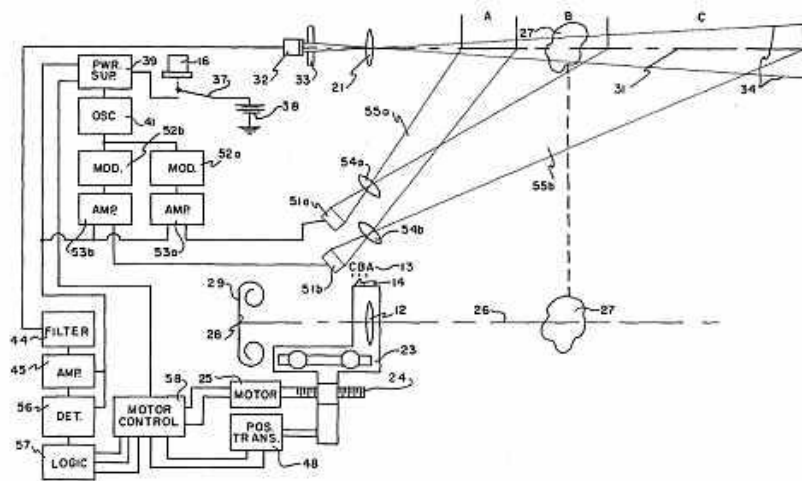 A B C
27
PWR. SUP. 39 16
32 33 21
37
31 34
OSC 41 38
55a
52b 52a
MOD. MOD.
54a
55b
51a
AMP. AMP.
53b 53a
54b
51b CBA 13
29 14
12
28 26 27
FILTER
44 23
45 AMP. 58 25 24
MOTOR
56 DET. MOTOR CONTROL
POS. TRANS.
57 LOGIC 48